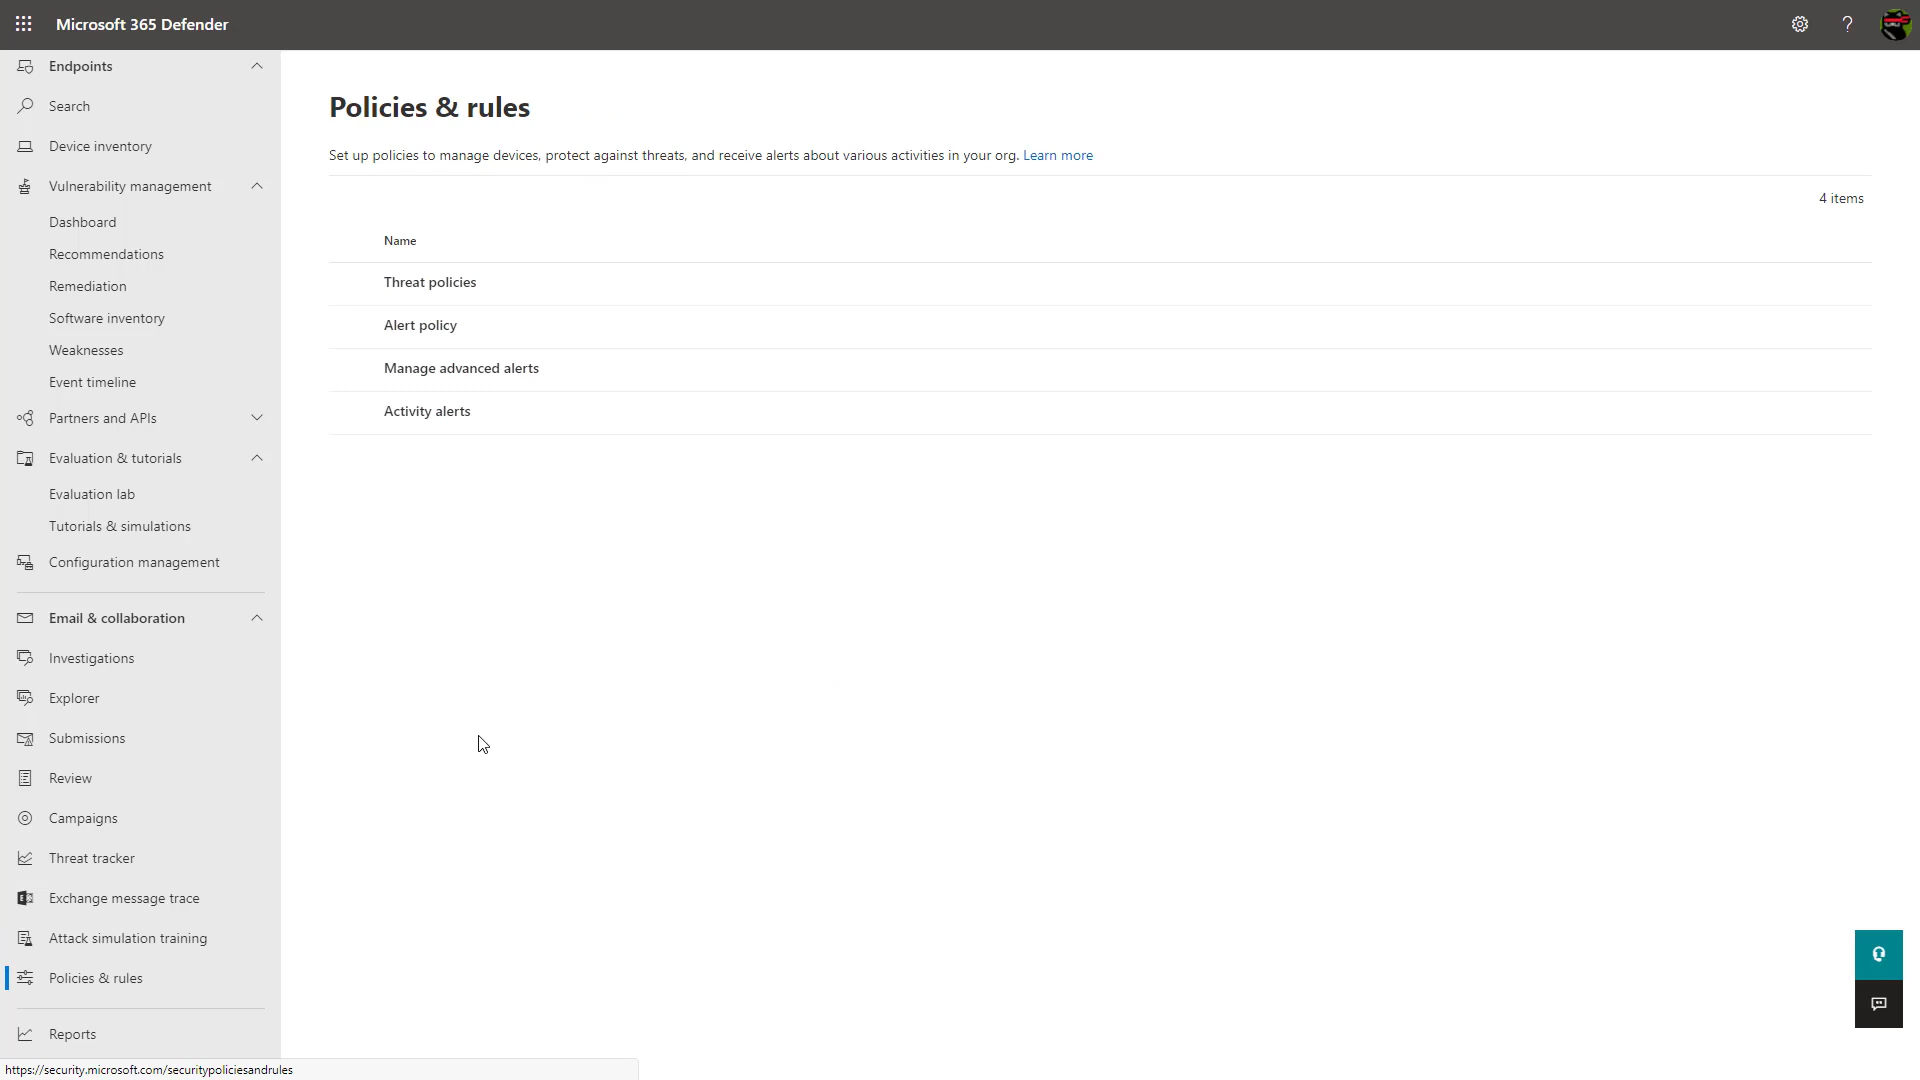 Microsoft 365 Defender
?
Endpoints
Search
Device inventory
Vulnerability management
Dashboard
Recommendations
Remediation
Software inventory
Weaknesses
Event timeline
Partners and APIs
Evaluation & tutorials
Evaluation lab
Tutorials & simulations
Configuration management
Email & collaboration
Investigations
Explorer
Submissions
Review
Campaigns
Threat tracker
Exchange message trace
Attack simulation training
Policies & rules
Reports
https://security.microsoft.com/securitypoliciesandrules
Policies & rules
Set up policies to manage devices, protect against threats, and receive alerts about various activities in your org. Learn more
4 items
Name
Threat policies
Alert policy
Manage advanced alerts
Activity alerts